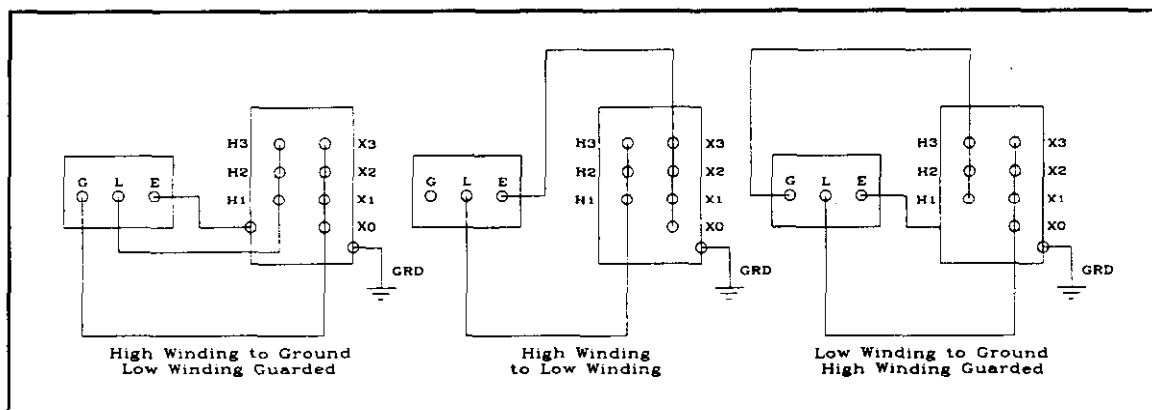 G L E
H3 X3
H2 X2
H1 X1
X0
GRD
High Winding to Ground
Low Winding Guarded
G L E
H3 X3
H2 X2
H1 X1
X0
GRD
High Winding
to Low Winding
G L E
H3 X3
H2 X2
H1 X1
X0
GRD
Low Winding to Ground
High Winding Guarded